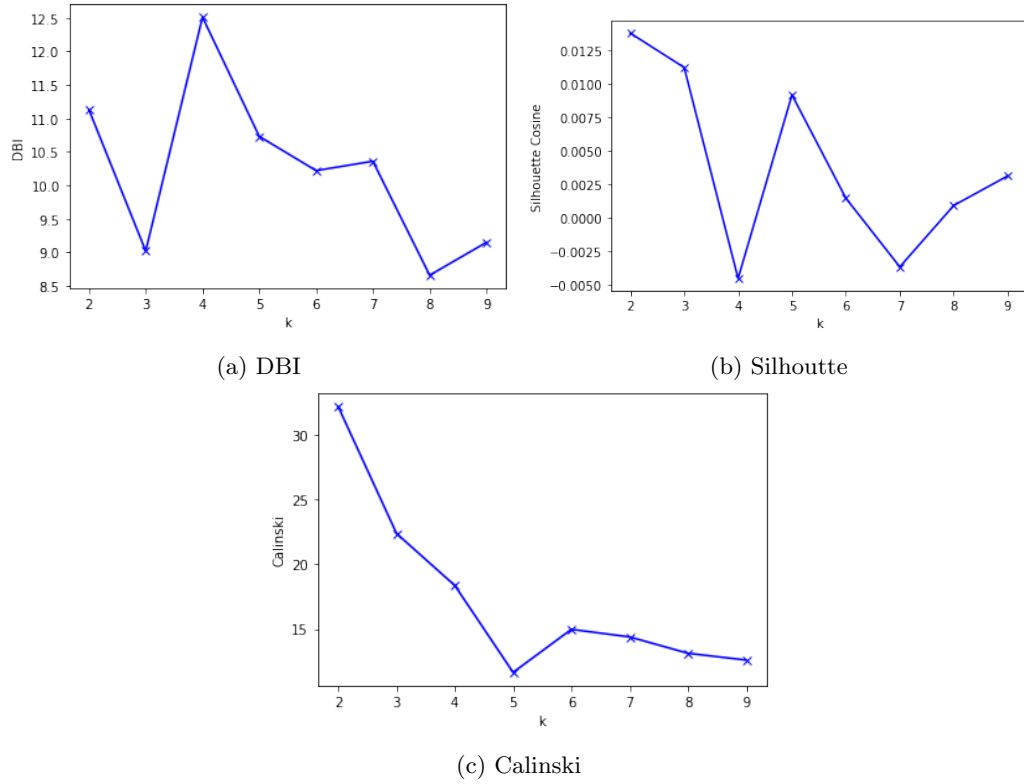 12.5
12.0
11.5
11.0
10.5
10.0
9.5
9.0
8.5
DBI
2 3 4 5 6 7 8 9
k
(a) DBI
0.0125
0.0100
0.0075
0.0050
0.0025
0.0000
−0.0025
−0.0050
Silhouette Cosine
2 3 4 5 6 7 8 9
k
(b) Silhoutte
30
25
20
15
Calinski
2 3 4 5 6 7 8 9
k
(c) Calinski